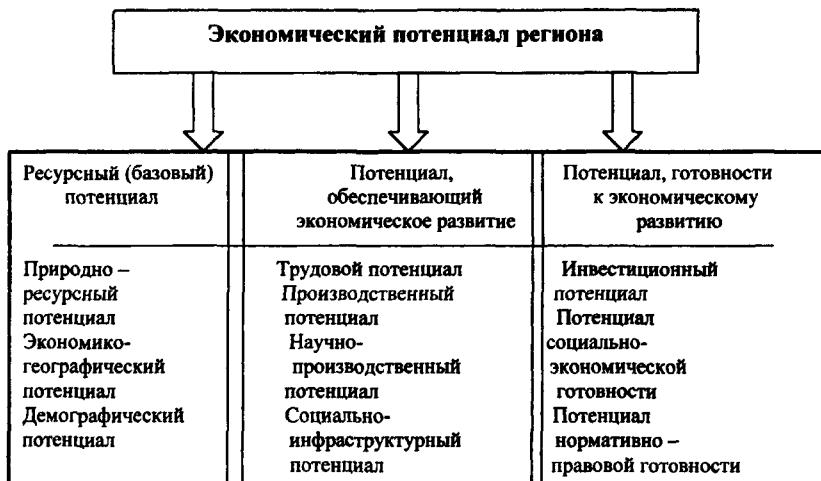 Экономический потенциал региона
Ресурсный (базовый)
потенциал
Природно –
ресурсный
потенциал
Экономико-
географический
потенциал
Демографический
потенциал
Потенциал,
обеспечивающий
экономическое развитие
Трудовой потенциал
Производственный
потенциал
Научно-
производственный
потенциал
Социально-
инфраструктурный
потенциал
Потенциал, готовности
к экономическому
развитию
Инвестиционный
потенциал
Потенциал
социально-
экономической
готовности
Потенциал
нормативно –
правовой готовности